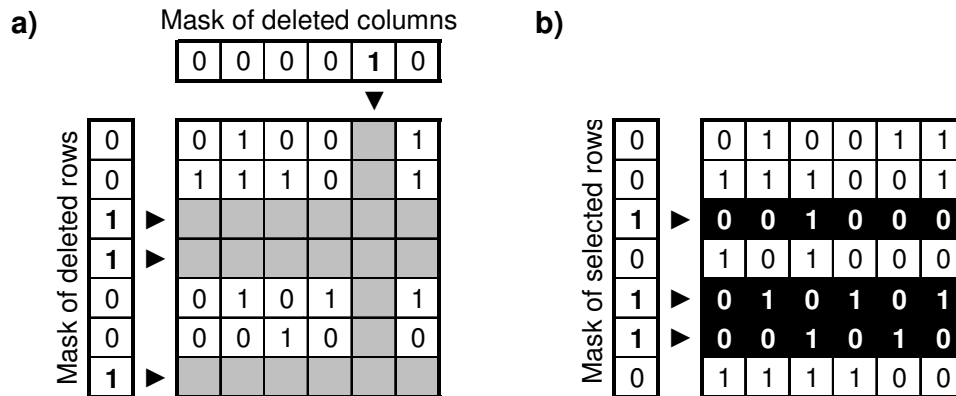 a)
Mask of deleted columns
0 0 0 0 1 0
Mask of deleted rows
0 0 1 0 0 1
0 1 1 1 0 1
1
1
0 0 1 0 1 1
0 0 0 1 0 0
1
b)
Mask of selected rows
0 0 1 0 0 1 1
0 1 1 1 0 0 1
1 0 0 1 0 0 0
0 1 0 1 0 0 0
1 0 1 0 1 0 1
1 0 0 1 0 1 0
0 1 1 1 1 0 0